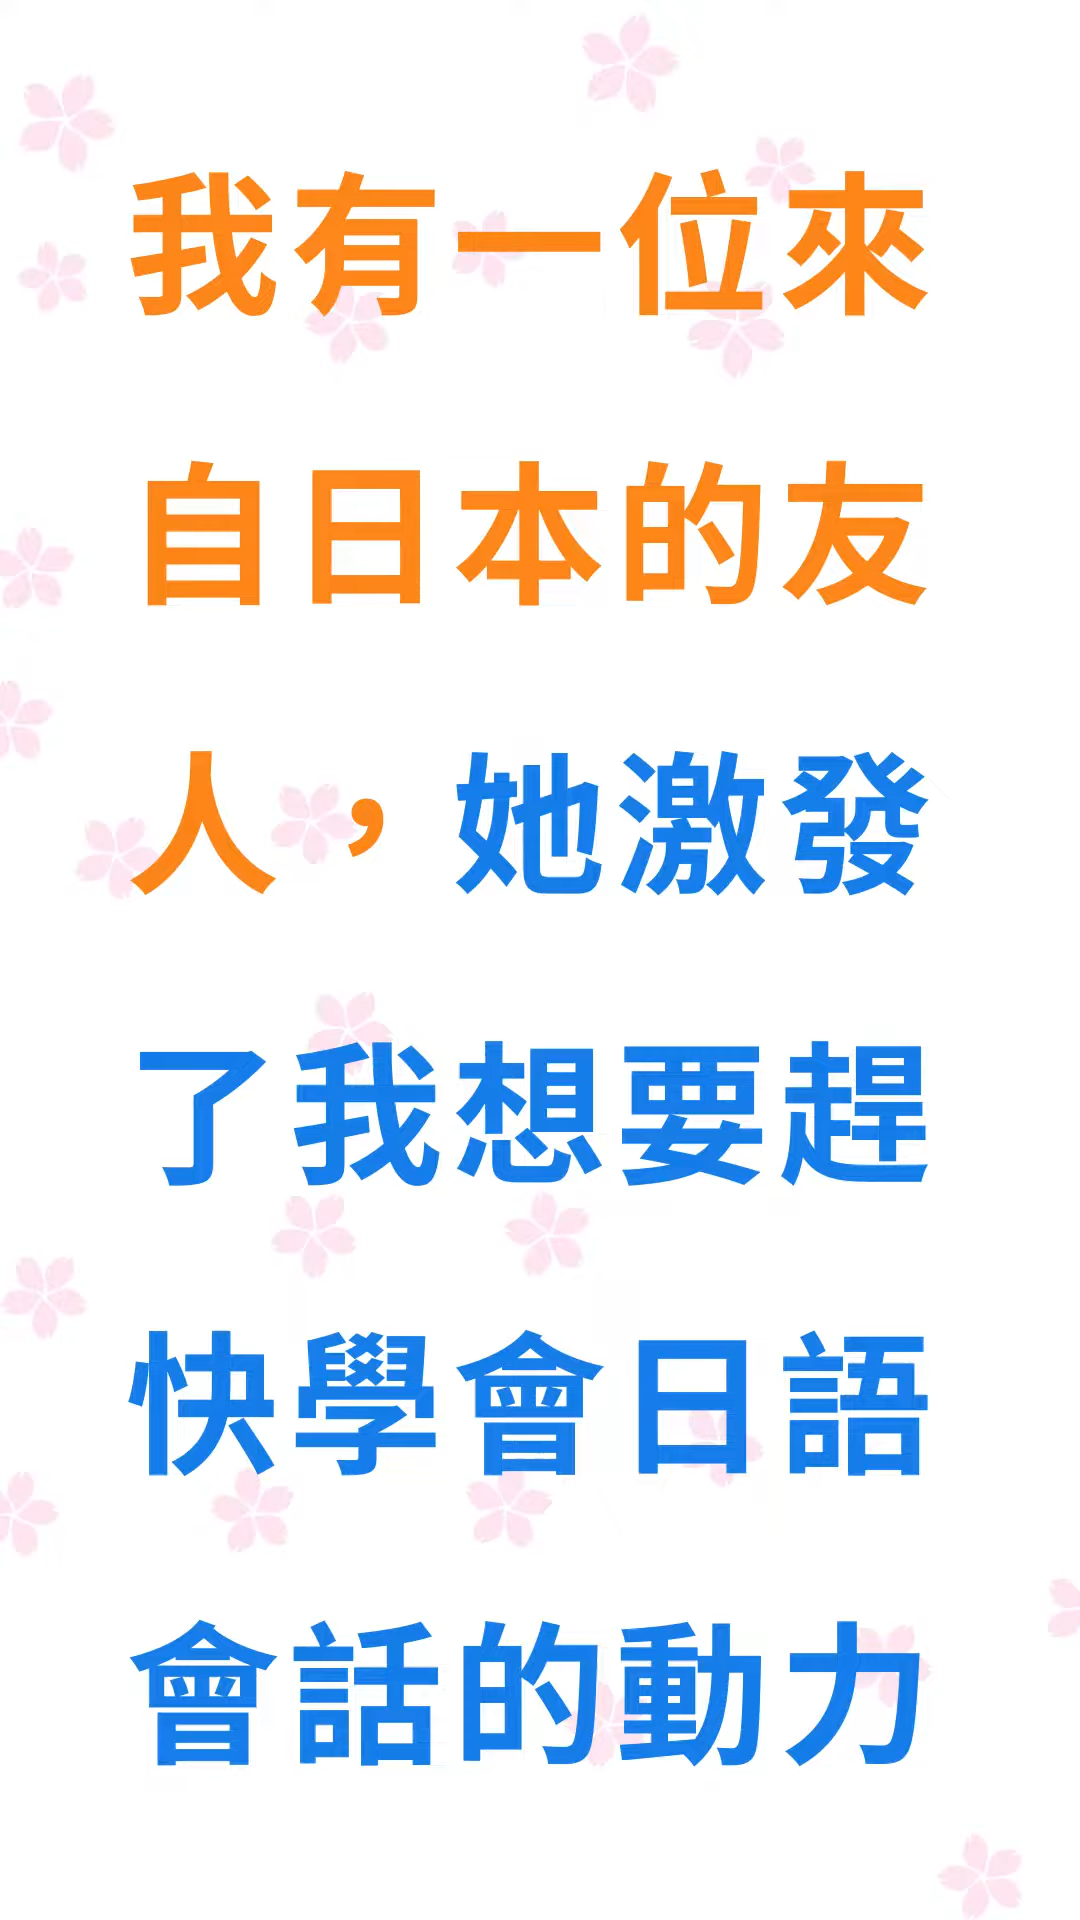 我有一位來
自日本的友
人，她激發
了我想要趕
快學會日語
會話的動力